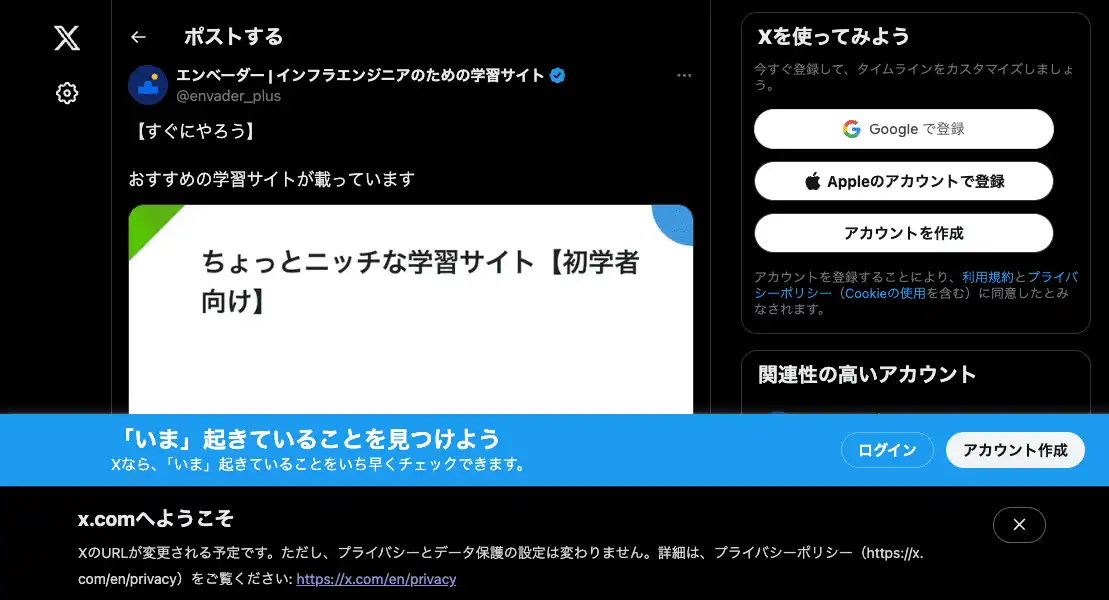 ポストする
エンベーダー | インフラエンジニアのための学習サイト
@envader_plus
【すぐにやろう】
おすすめの学習サイトが載っています
ちょっとニッチな学習サイト【初学者
向け】
Xを使ってみよう
今すぐ登録して、タイムラインをカスタマイズしましょ
う。
Google で登録
Appleのアカウントで登録
アカウントを作成
アカウントを登録することにより、利用規約とプライバ
シーポリシー（Cookieの使用を含む）に同意したとみ
なされます。
関連性の高いアカウント
「いま」起きていることを見つけよう
Xなら、「いま」起きていることをいち早くチェックできます。
ログイン
アカウント作成
x.comへようこそ
XのURLが変更される予定です。ただし、プライバシーとデータ保護の設定は変わりません。詳細は、プライバシーポリシー（https://x.
com/en/privacy）をご覧ください: https://x.com/en/privacy